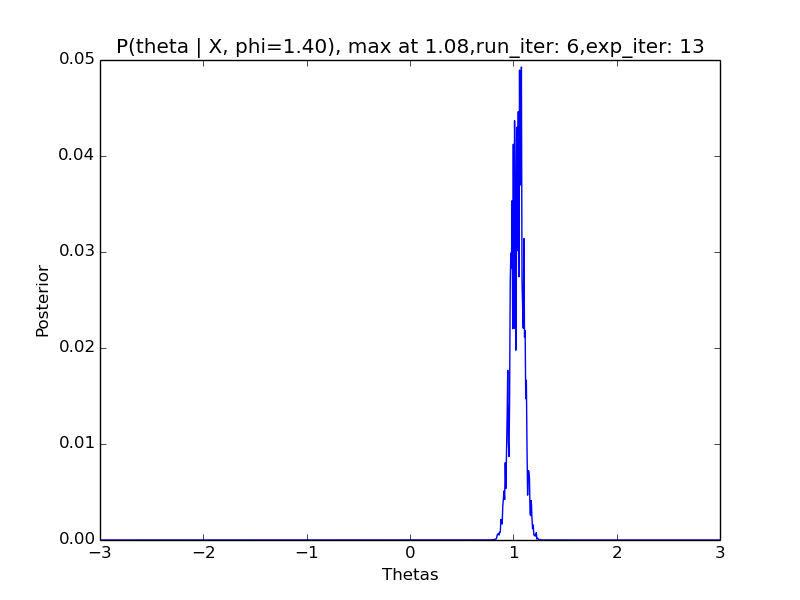 P(theta | X, phi=1.40), max at 1.08,run_iter: 6,exp_iter: 13
0.05
0.04
0.03
0.02
0.01
0.00
Posterior
−3 −2 −1 0 1 2 3
Thetas